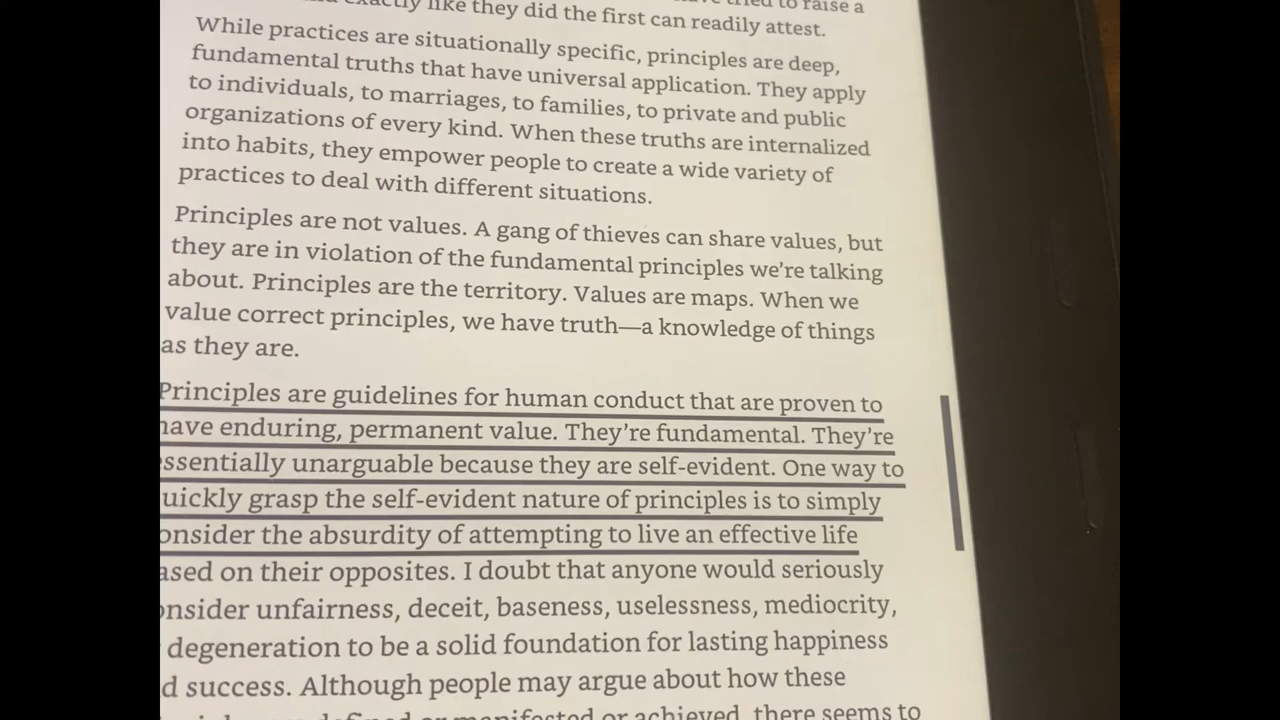 exactly like they did the first can readily attest.
While practices are situationally specific, principles are deep,
fundamental truths that have universal application. They apply
to individuals, to marriages, to families, to private and public
organizations of every kind. When these truths are internalized
into habits, they empower people to create a wide variety of
practices to deal with different situations.
Principles are not values. A gang of thieves can share values, but
they are in violation of the fundamental principles we're talking
about. Principles are the territory. Values are maps. When we
value correct principles, we have truth—a knowledge of things
as they are.
Principles are guidelines for human conduct that are proven to
have enduring, permanent value. They're fundamental. They're
ssentially unarguable because they are self-evident. One way to
uickly grasp the self-evident nature of principles is to simply
onsider the absurdity of attempting to live an effective life
ased on their opposites. I doubt that anyone would seriously
onsider unfairness, deceit, baseness, uselessness, mediocrity,
degeneration to be a solid foundation for lasting happiness
d success. Although people may argue about how these
defined or manifested or achieved, there seems to